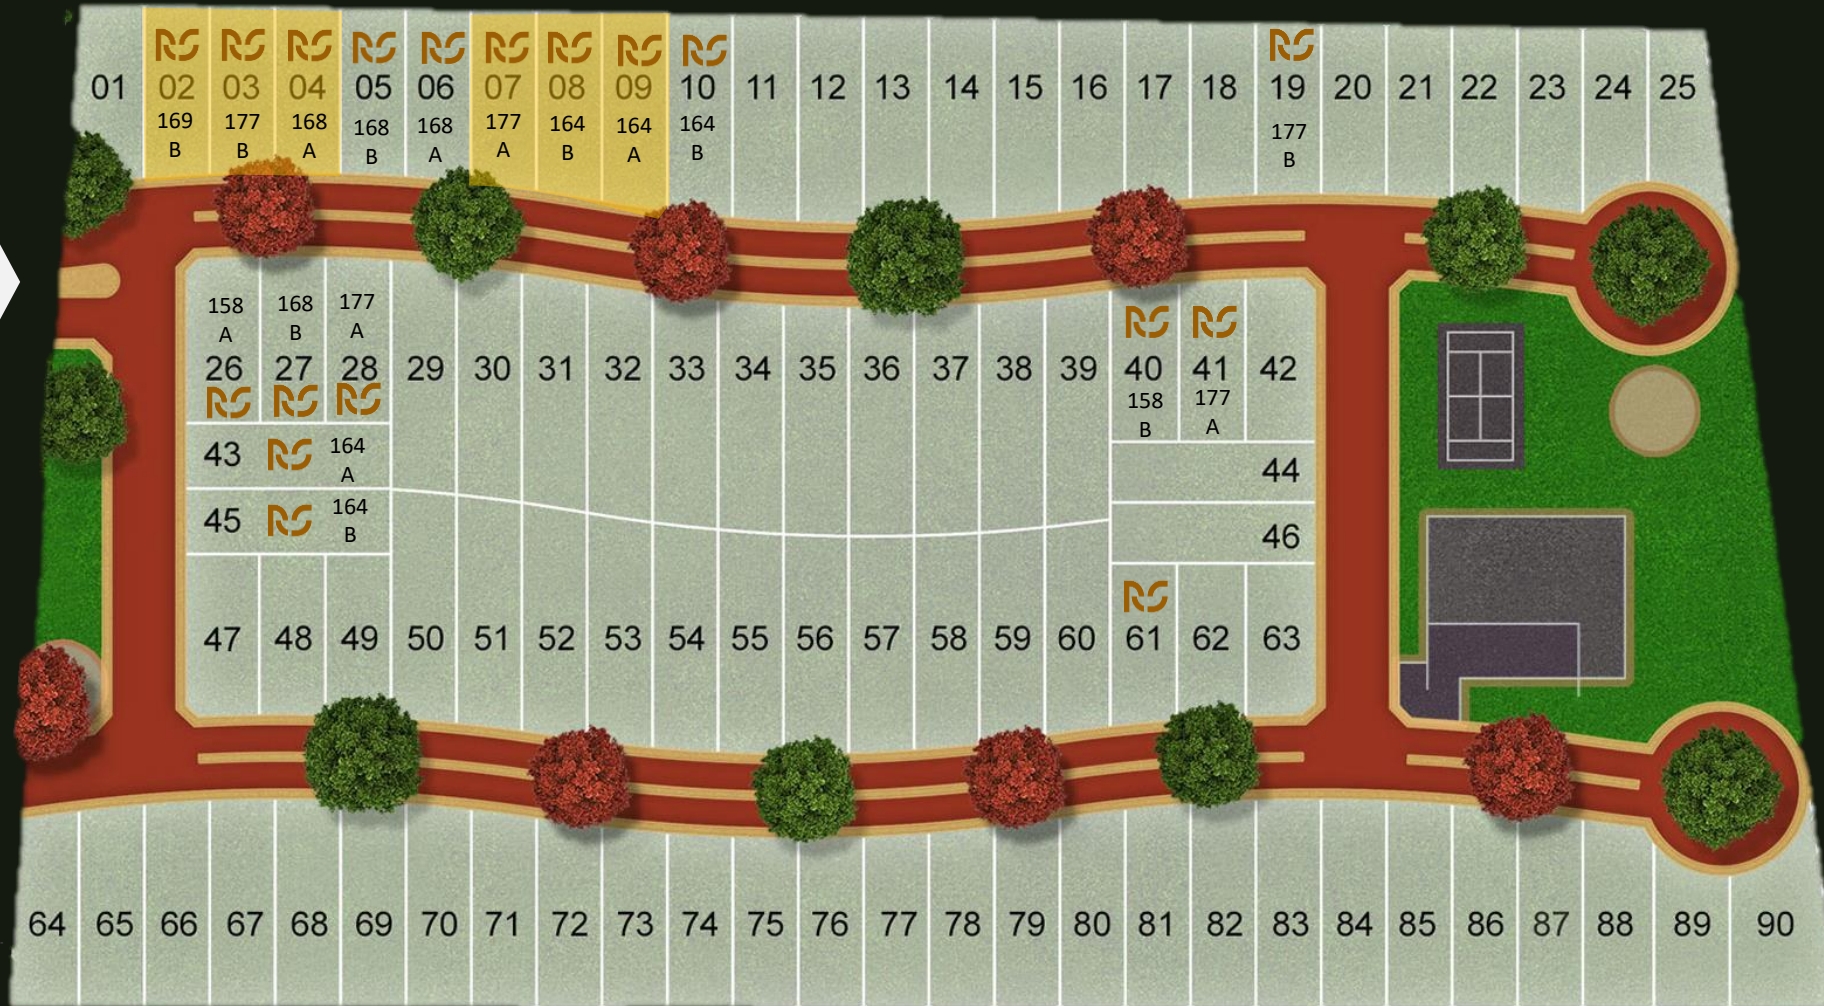 RS RS RS RS RS RS RS RS RS RS
01 02 03 04 05 06 07 08 09 10 11 12 13 14 15 16 17 18 19 20 21 22 23 24 25
169 177 168 168 168 177 164 164 164 177
B B A B A A B A B B
158 168 177 RS RS
A B A
26 27 28 29 30 31 32 33 34 35 36 37 38 39 40 41 42
RS RS RS 158 177
B A
43 RS 164 44
A
45 RS 164 46
B
RS
47 48 49 50 51 52 53 54 55 56 57 58 59 60 61 62 63
64 65 66 67 68 69 70 71 72 73 74 75 76 77 78 79 80 81 82 83 84 85 86 87 88 89 90